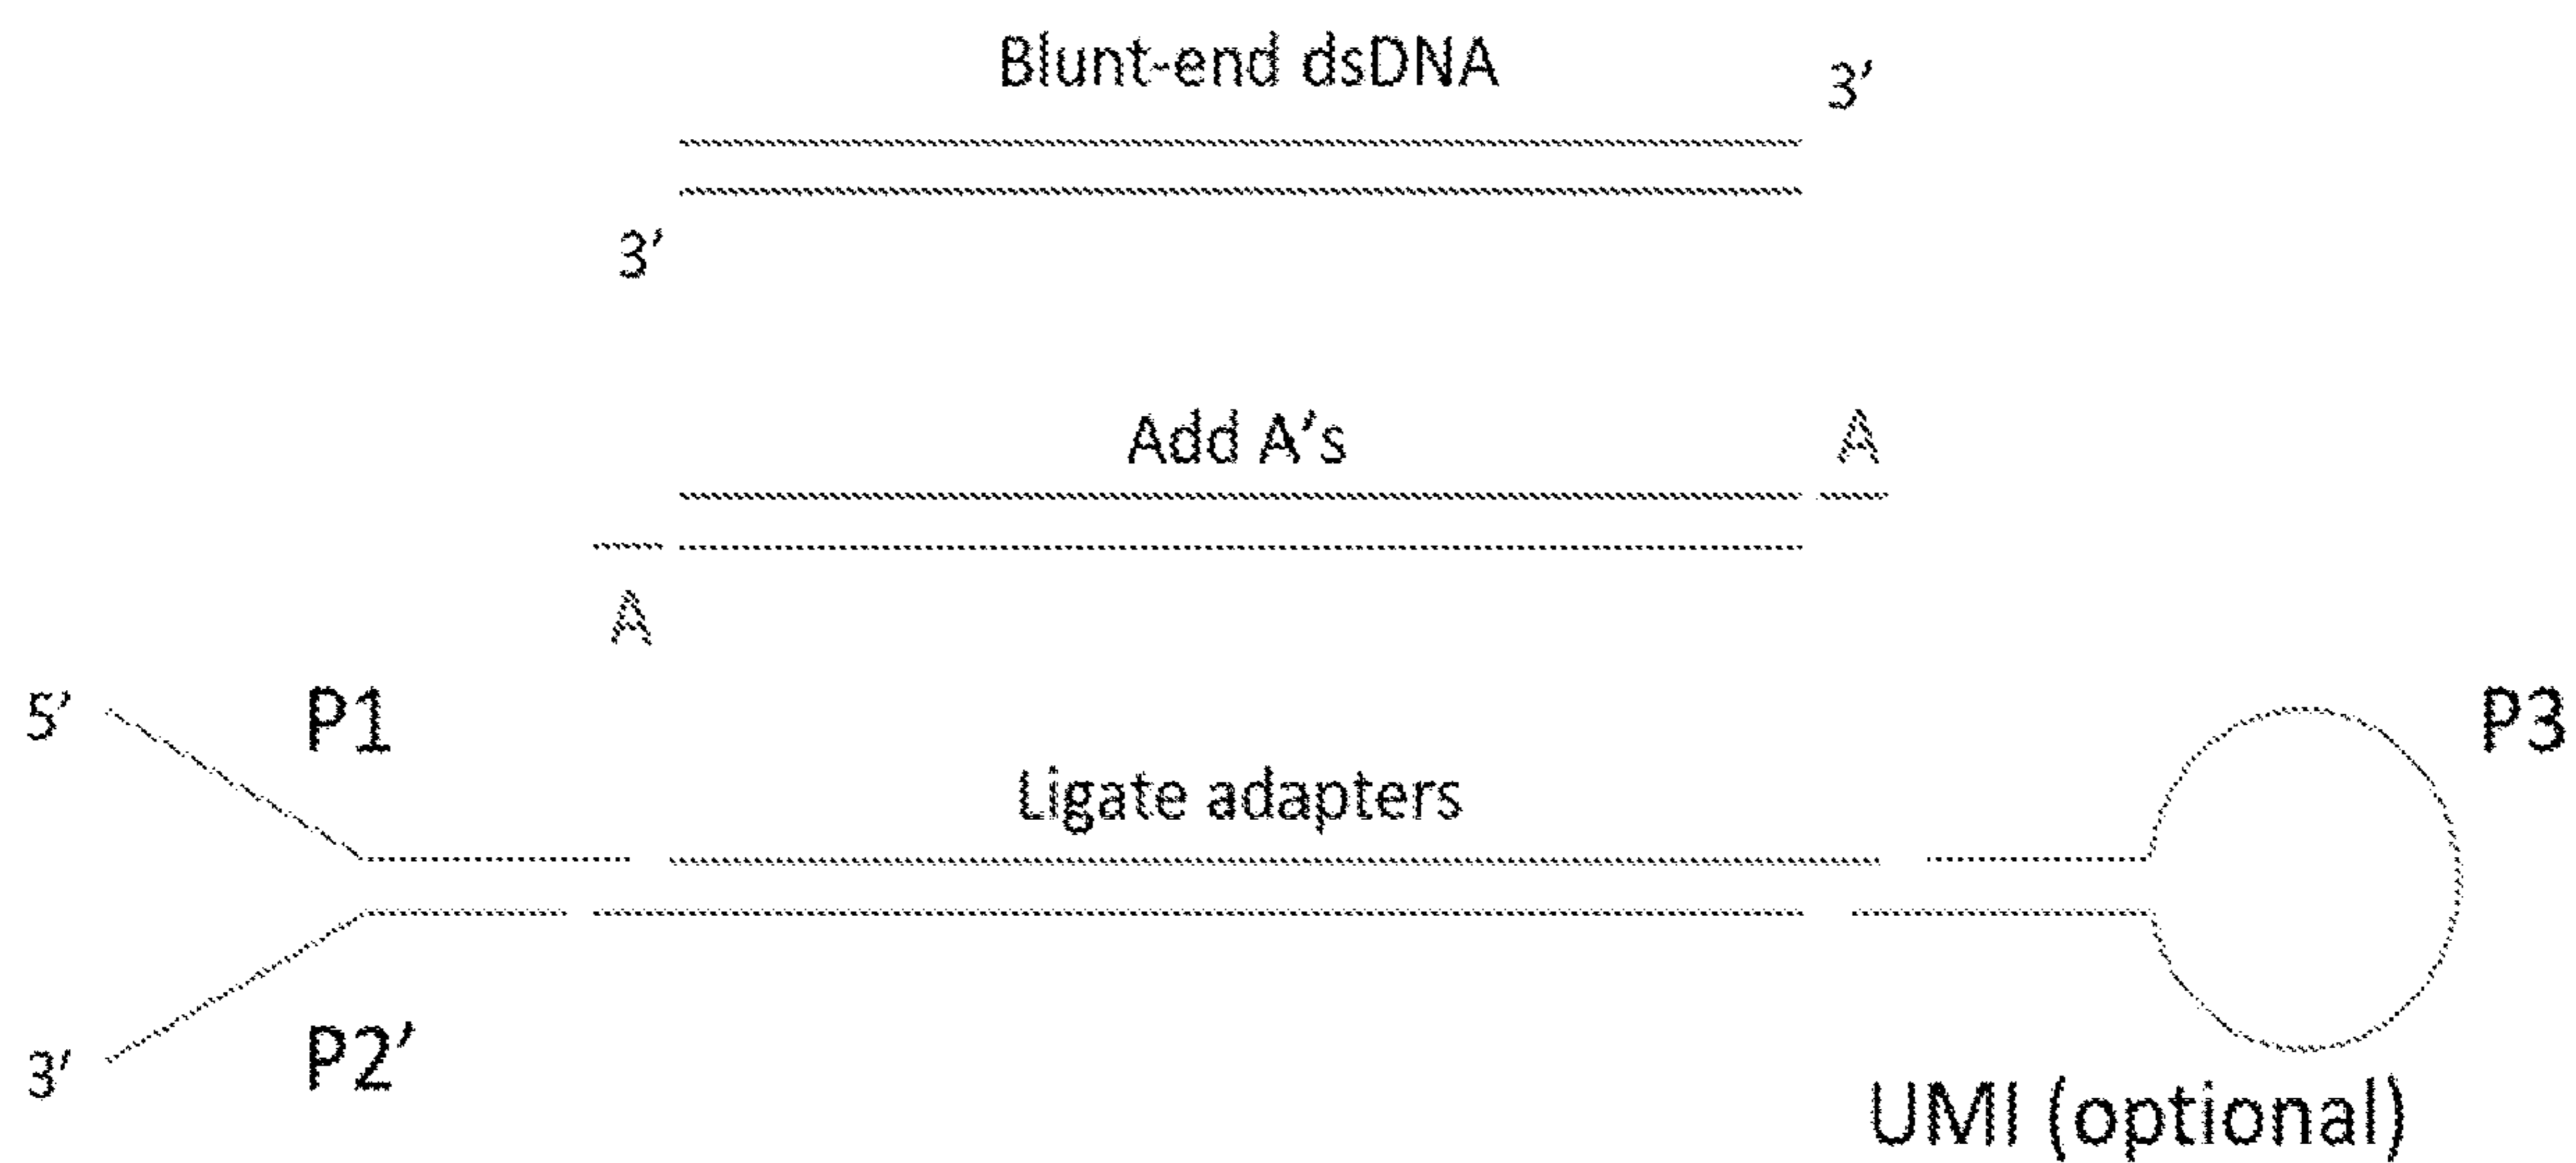 Blunt-end dsDNA
3'
3'
Add A's
A
A
5'
P1
P3
Ligate adapters
3'
P2'
UMI (optional)